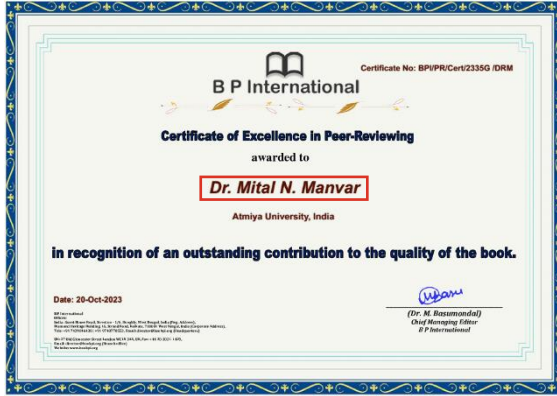 B P International
Certificate No: BPI/PR/Cert/2335G /DRM
Certificate of Excellence in Peer-Reviewing
awarded to
Dr. Mital N. Manvar
Atmiya University, India
in recognition of an outstanding contribution to the quality of the book.
Date: 20-Oct-2023
BP International
(Dr. M. Basumondal)
Chief Managing Editor
B P International